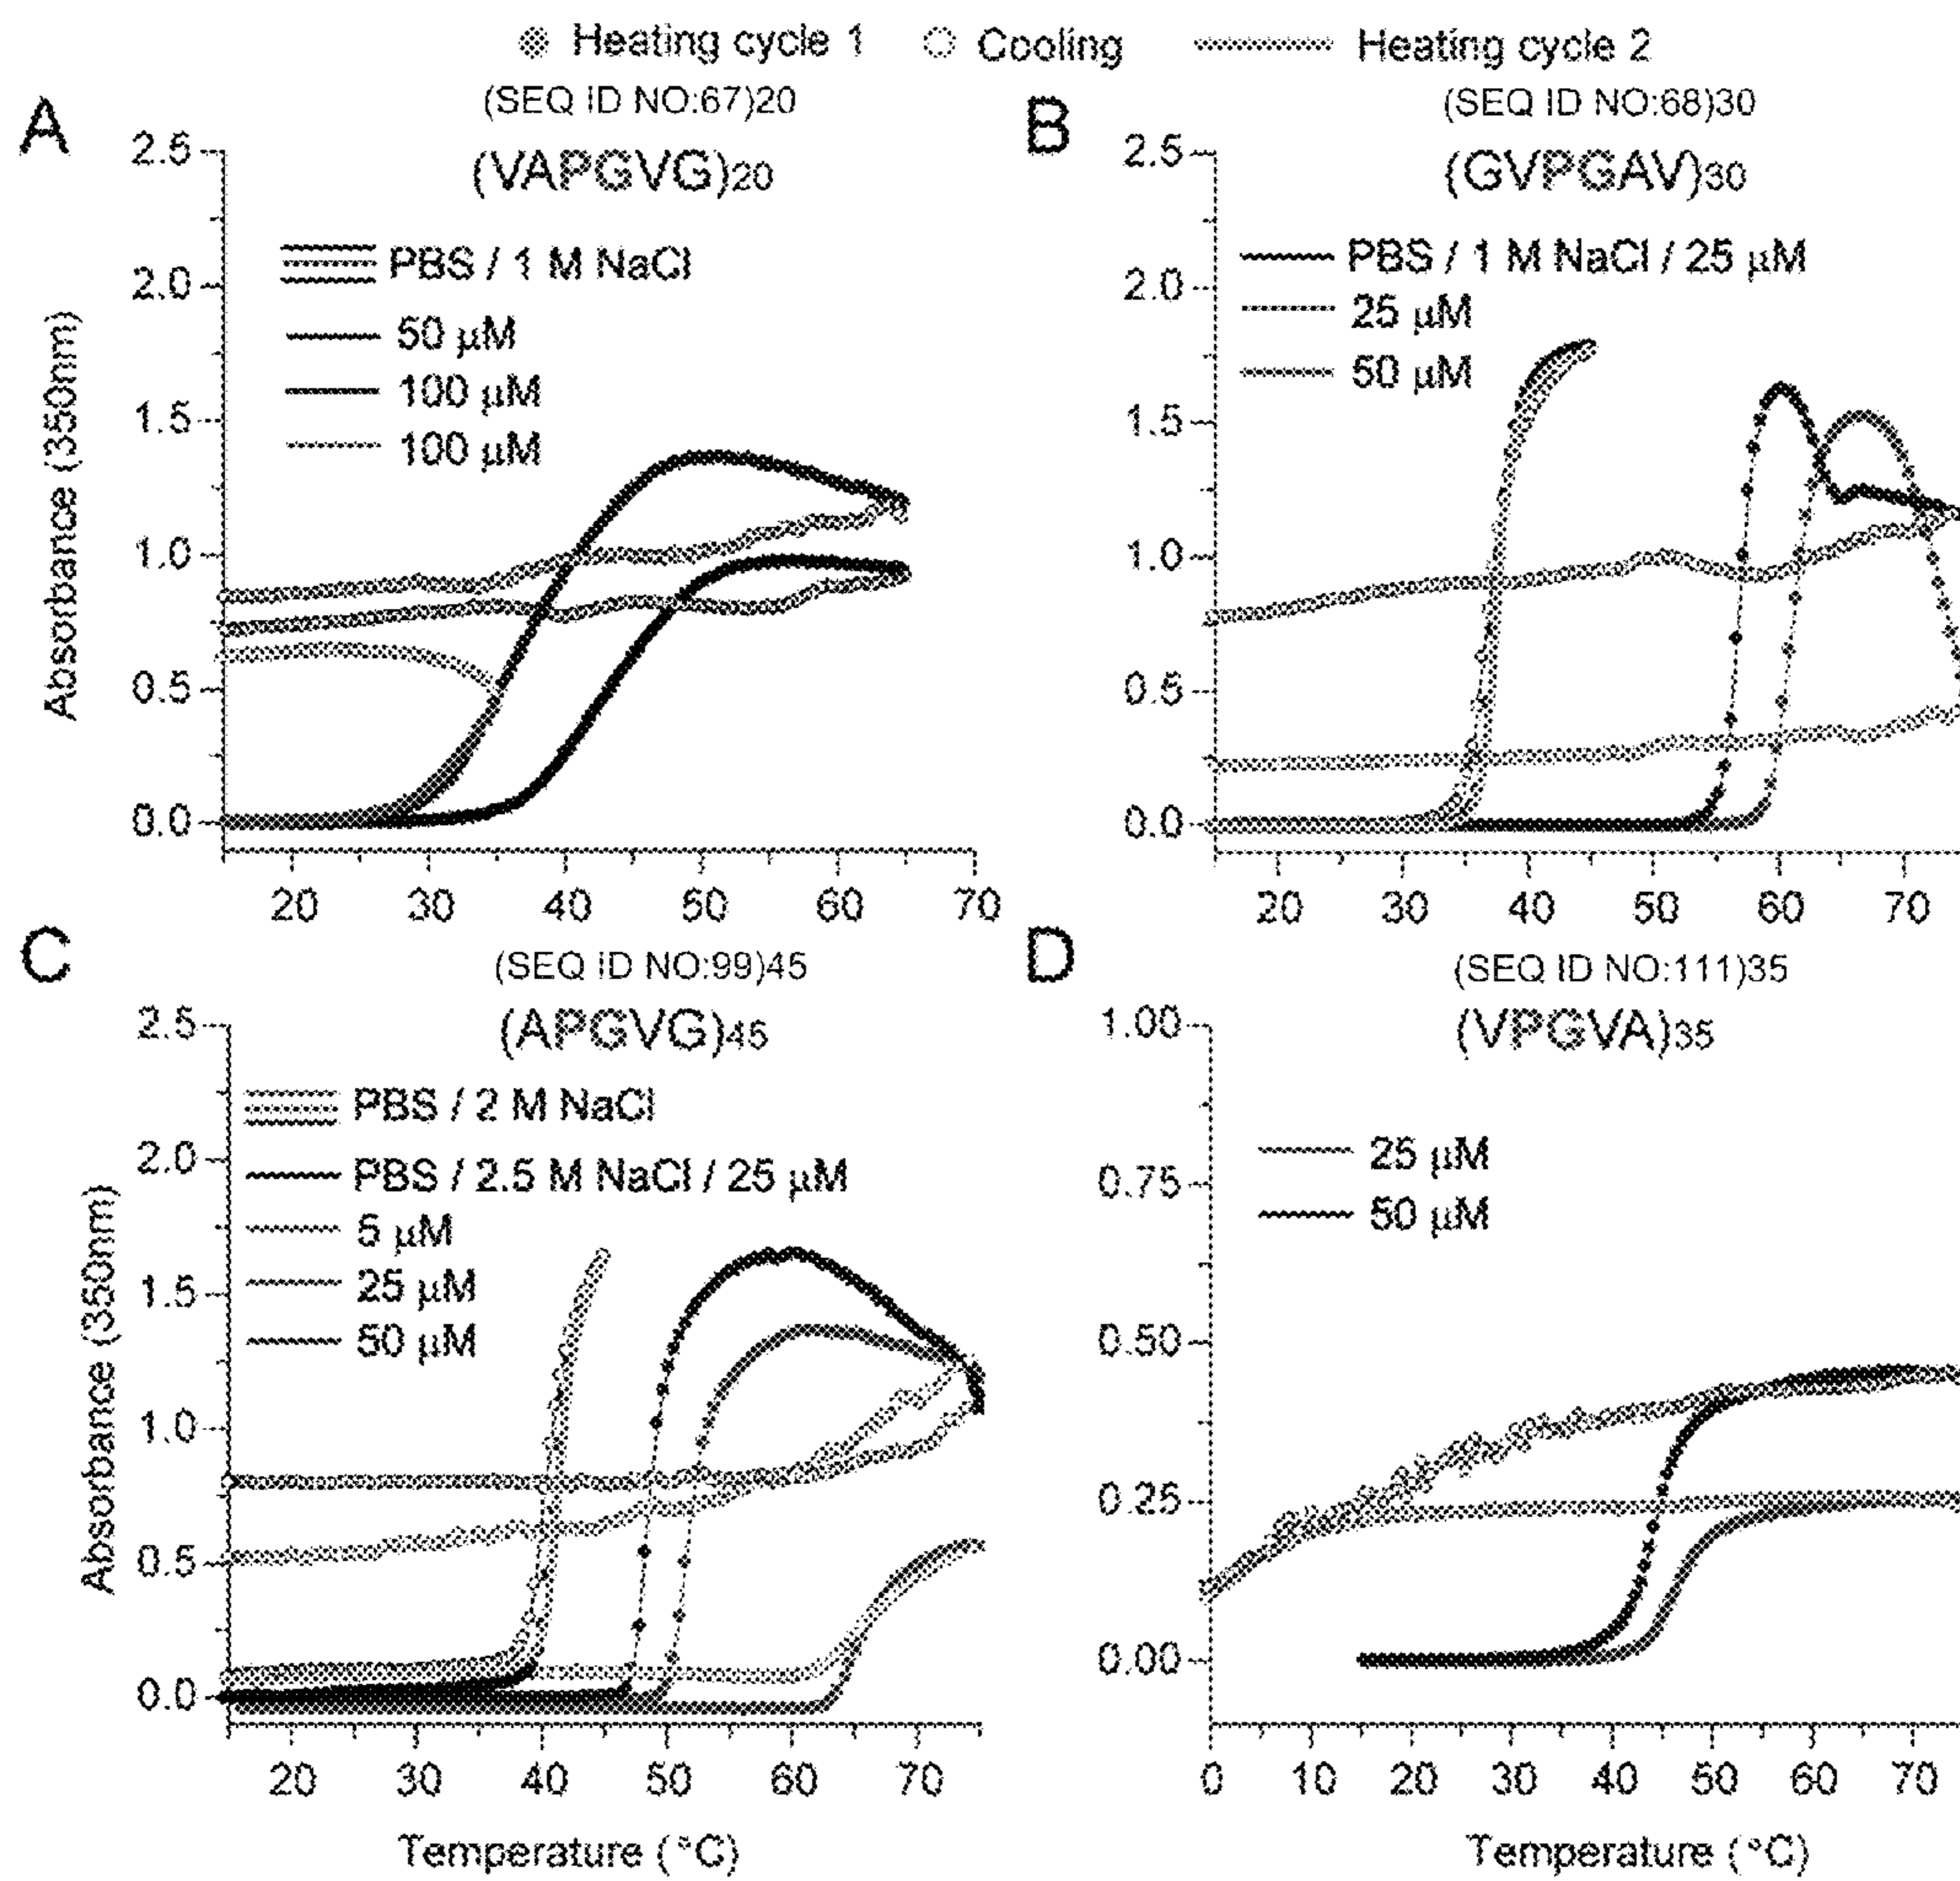 Heating cycle 1 Cooling Heating cycle 2
A
(SEQ ID NO:67)20
(VAPGVG)20
PBS / 1 M NaCl
50 µM
100 µM
100 µM
Absorbance (350nm)
2.5
2.0
1.5
1.0
0.5
0.0
20 30 40 50 60 70
B
(SEQ ID NO:68)30
(GVPGAV)30
PBS / 1 M NaCl / 25 µM
25 µM
50 µM
2.5
2.0
1.5
1.0
0.5
0.0
20 30 40 50 60 70
C
(SEQ ID NO:99)45
(APGVG)45
PBS / 2 M NaCl
PBS / 2.5 M NaCl / 25 µM
5 µM
25 µM
50 µM
Absorbance (350nm)
2.5
2.0
1.5
1.0
0.5
0.0
20 30 40 50 60 70
Temperature (°C)
D
(SEQ ID NO:111)35
(VPGVA)35
25 µM
50 µM
1.00
0.75
0.50
0.25
0.00
0 10 20 30 40 50 60 70
Temperature (°C)